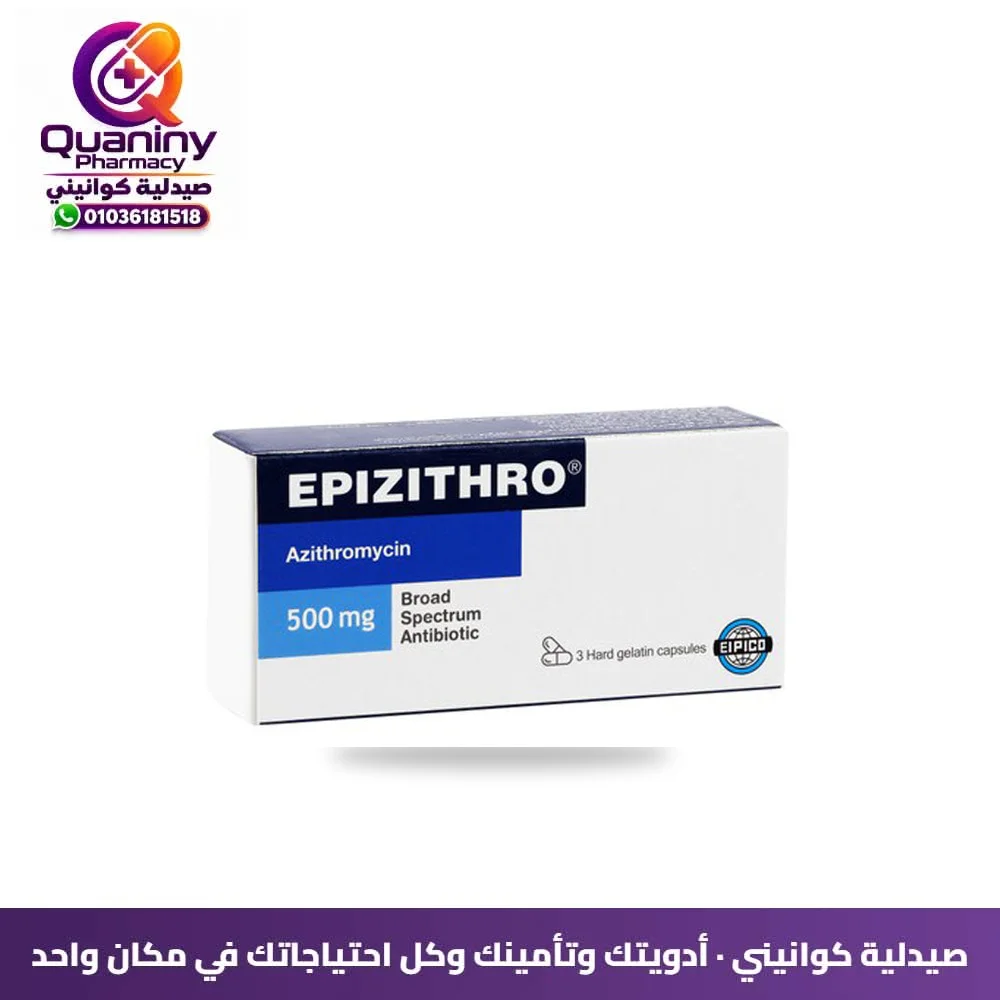 Quaniny
Pharmacy
صيدلية كوانيني
01036181518
EPIZITHRO®
Azithromycin
500 mg
Broad
Spectrum
Antibiotic
3 Hard gelatin capsules
EIPICO
صيدلية كوانيني · أدويتك وتأمينك وكل احتياجاتك في مكان واحد